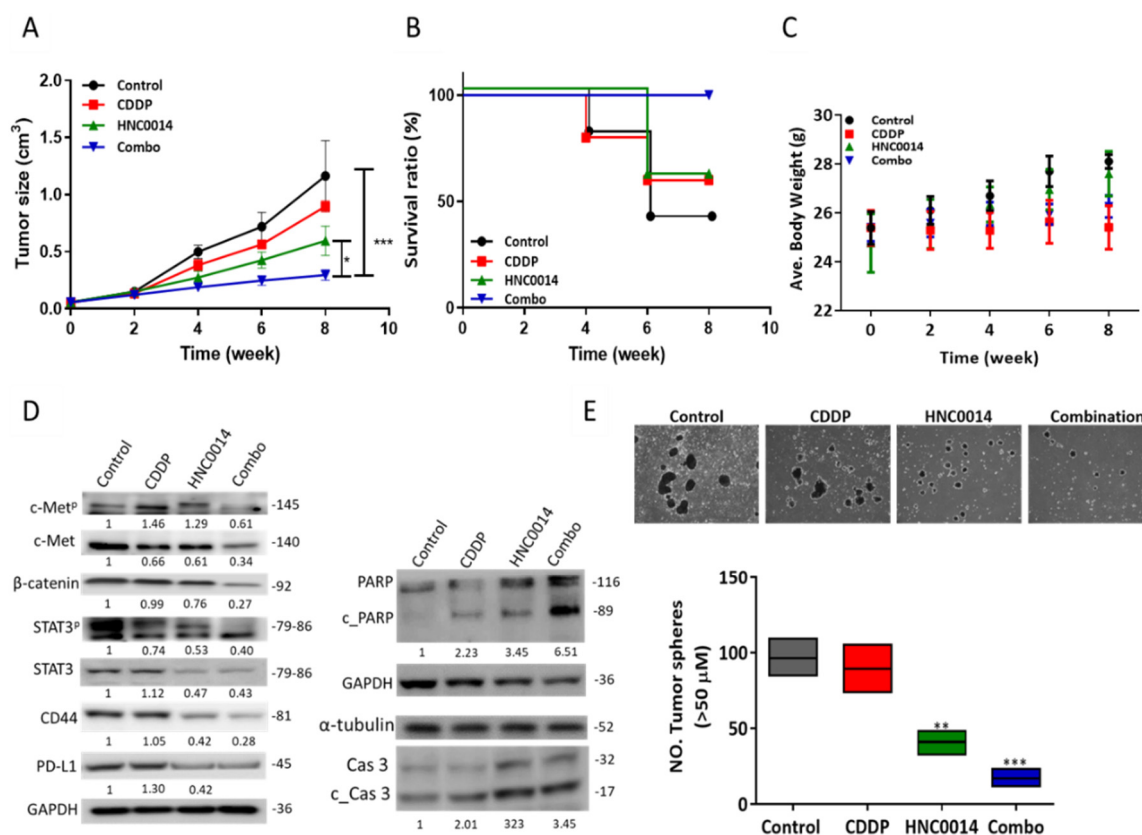 A
Tumor size (cm³)
2.0
1.5
1.0
0.5
0.0
0 2 4 6 8 10
Time (week)
Control
CDDP
HNC0014
Combo
***
*
B
Survival ratio (%)
100
50
0
0 2 4 6 8 10
Time (week)
Control
CDDP
HNC0014
Combo
C
Ave. Body Weight (g)
30
28
26
24
22
0 2 4 6 8
Time (week)
Control
CDDP
HNC0014
Combo
D
Control CDDP HNC0014 Combo
c-Metᵖ -145
1 1.46 1.29 0.61
c-Met -140
1 0.66 0.61 0.34
β-catenin -92
1 0.99 0.76 0.27
STAT3ᵖ -79-86
1 0.74 0.53 0.40
STAT3 -79-86
1 1.12 0.47 0.43
CD44 -81
1 1.05 0.42 0.28
PD-L1 -45
1 1.30 0.42
GAPDH -36
Control CDDP HNC0014 Combo
PARP -116
c_PARP -89
1 2.23 3.45 6.51
GAPDH -36
α-tubulin -52
Cas 3 -32
c_Cas 3 -17
1 2.01 323 3.45
E
Control CDDP HNC0014 Combination
NO. Tumor spheres
(>50 μM)
150
100
50
0
**
***
Control CDDP HNC0014 Combo